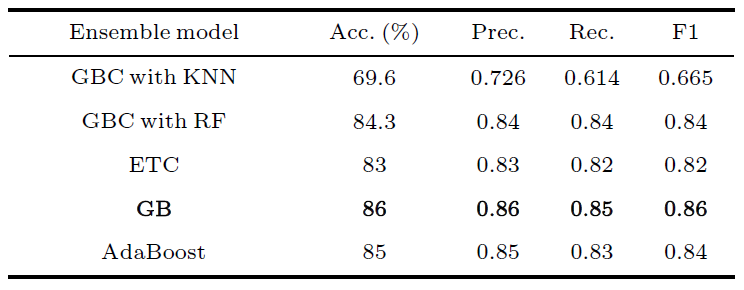 Ensemble model Acc. (%) Prec. Rec. F1
GBC with KNN 69.6 0.726 0.614 0.665
GBC with RF 84.3 0.84 0.84 0.84
ETC 83 0.83 0.82 0.82
GB 86 0.86 0.85 0.86
AdaBoost 85 0.85 0.83 0.84